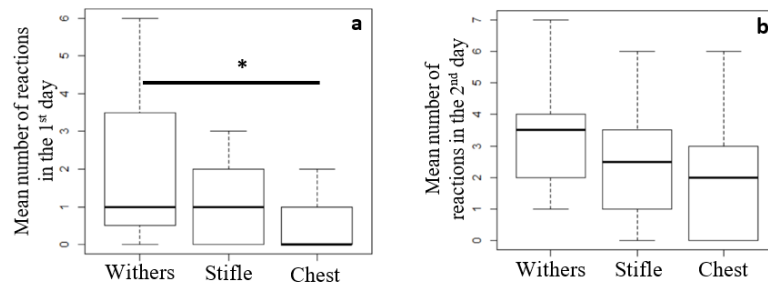 a
Mean number of reactions
in the 1st day
6
5
4
3
2
1
0
*
Withers Stifle Chest
b
Mean number of
reactions in the 2nd day
7
6
5
4
3
2
1
0
Withers Stifle Chest